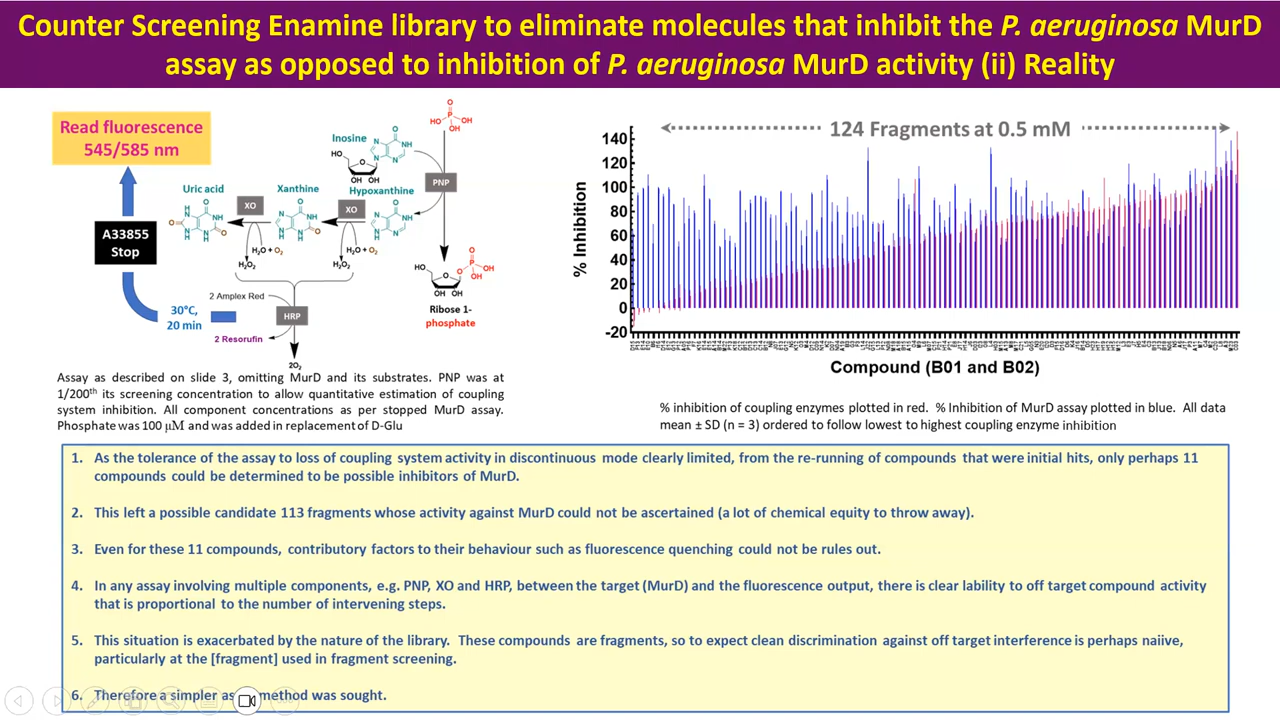 Counter Screening Enamine library to eliminate molecules that inhibit the P. aeruginosa MurD
assay as opposed to inhibition of P. aeruginosa MurD activity (ii) Reality
Read fluorescence
545/585 nm
A33855
Stop
30°C,
20 min
Inosine
Hypoxanthine
Xanthine
Uric acid
PNP
XO
XO
H₂O + O₂
H₂O₂
H₂O + O₂
H₂O₂
2 Amplex Red
HRP
2 Resorufin
2O₂
Ribose 1-
phosphate
Assay as described on slide 3, omitting MurD and its substrates. PNP was at
1/200th its screening concentration to allow quantitative estimation of coupling
system inhibition. All component concentrations as per stopped MurD assay.
Phosphate was 100 µM and was added in replacement of D-Glu
124 Fragments at 0.5 mM
% Inhibition
140
120
100
80
60
40
20
0
-20
Compound (B01 and B02)
% inhibition of coupling enzymes plotted in red. % Inhibition of MurD assay plotted in blue. All data
mean ± SD (n = 3) ordered to follow lowest to highest coupling enzyme inhibition
1. As the tolerance of the assay to loss of coupling system activity in discontinuous mode clearly limited, from the re-running of compounds that were initial hits, only perhaps 11
compounds could be determined to be possible inhibitors of MurD.
2. This left a possible candidate 113 fragments whose activity against MurD could not be ascertained (a lot of chemical equity to throw away).
3. Even for these 11 compounds, contributory factors to their behaviour such as fluorescence quenching could not be rules out.
4. In any assay involving multiple components, e.g. PNP, XO and HRP, between the target (MurD) and the fluorescence output, there is clear lability to off target compound activity
that is proportional to the number of intervening steps.
5. This situation is exacerbated by the nature of the library. These compounds are fragments, so to expect clean discrimination against off target interference is perhaps naiive,
particularly at the [fragment] used in fragment screening.
6. Therefore a simpler method was sought.